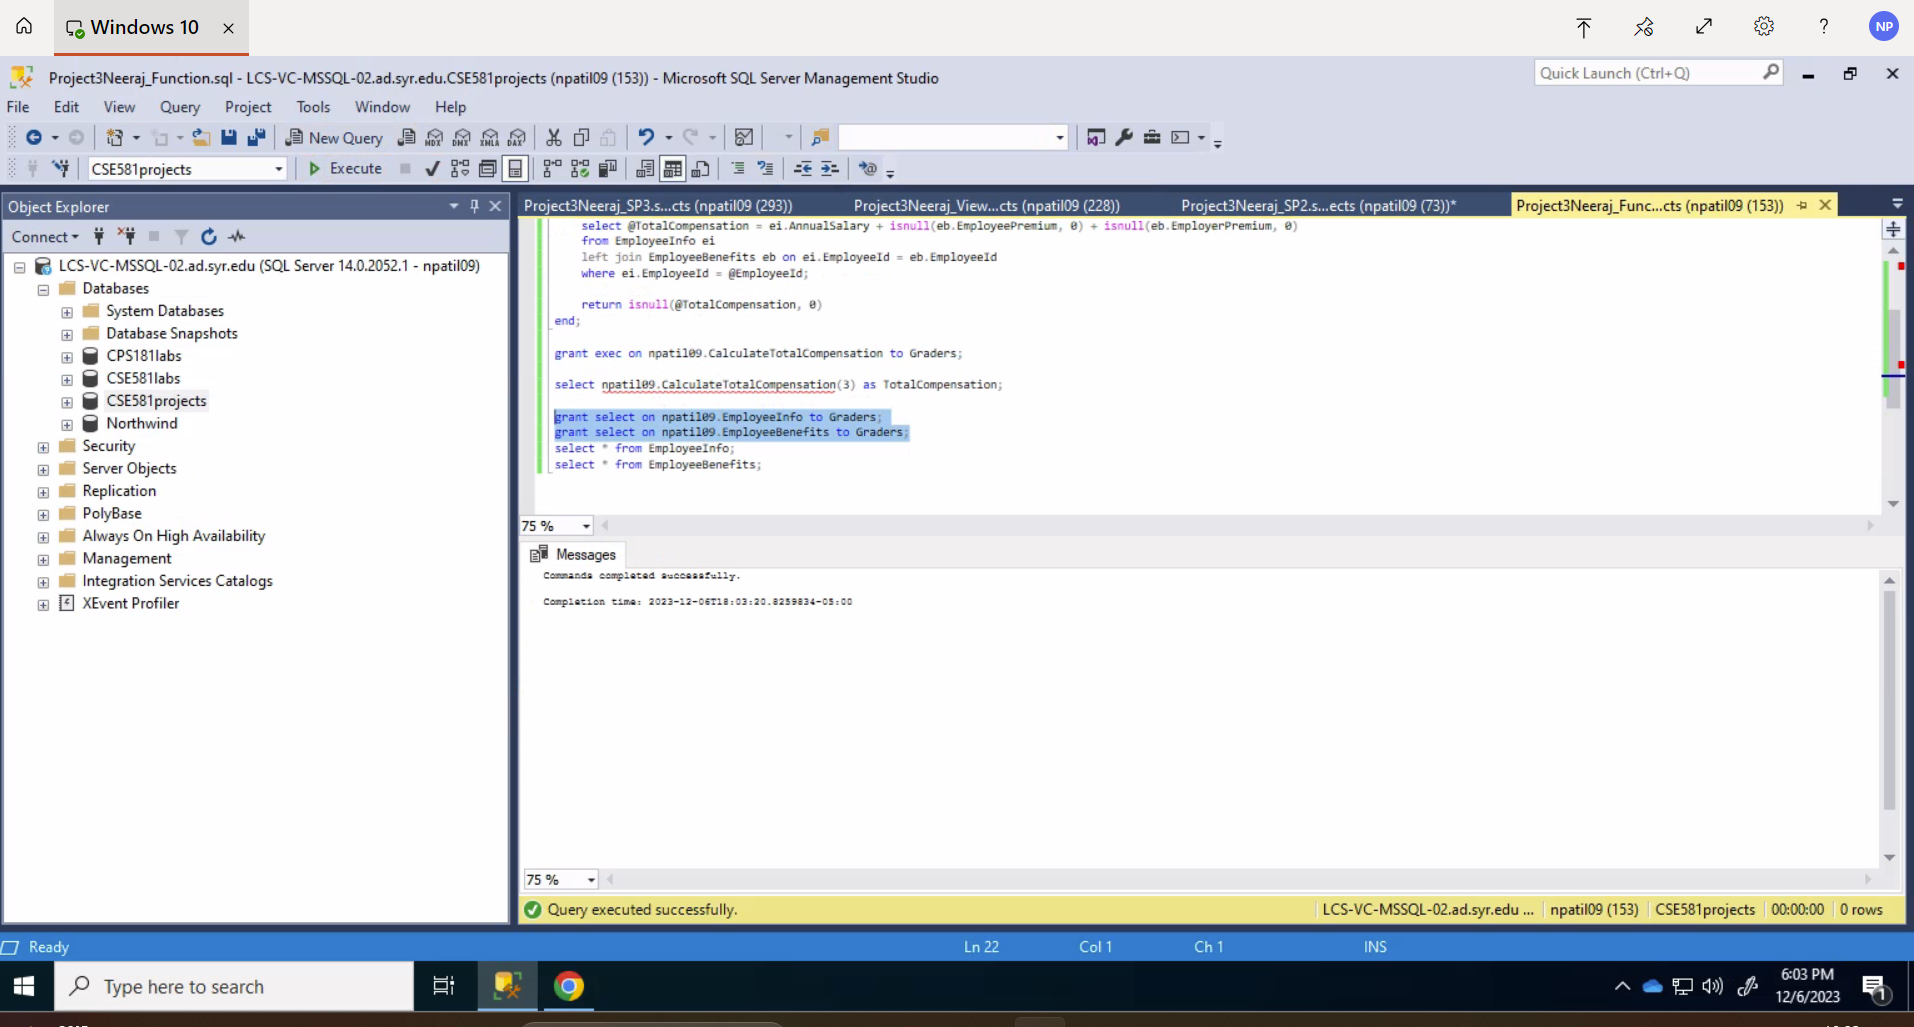 Windows 10
NP
Project3Neeraj_Function.sql - LCS-VC-MSSQL-02.ad.syr.edu.CSE581projects (npatil09 (153)) - Microsoft SQL Server Management Studio
Quick Launch (Ctrl+Q)
File Edit View Query Project Tools Window Help
New Query MDX DMX XMLA DAX
CSE581projects Execute
Object Explorer
Project3Neeraj_SP3.s...cts (npatil09 (293)) Project3Neeraj_View...cts (npatil09 (228)) Project3Neeraj_SP2.s...ects (npatil09 (73))* Project3Neeraj_Func...cts (npatil09 (153))
Connect
LCS-VC-MSSQL-02.ad.syr.edu (SQL Server 14.0.2052.1 - npatil09)
Databases
System Databases
Database Snapshots
CPS181labs
CSE581labs
CSE581projects
Northwind
Security
Server Objects
Replication
PolyBase
Always On High Availability
Management
Integration Services Catalogs
XEvent Profiler
select @TotalCompensation = ei.AnnualSalary + isnull(eb.EmployeePremium, 0) + isnull(eb.EmployerPremium, 0)
from EmployeeInfo ei
left join EmployeeBenefits eb on ei.EmployeeId = eb.EmployeeId
where ei.EmployeeId = @EmployeeId;
return isnull(@TotalCompensation, 0)
end;
grant exec on npatil09.CalculateTotalCompensation to Graders;
select npatil09.CalculateTotalCompensation(3) as TotalCompensation;
grant select on npatil09.EmployeeInfo to Graders;
grant select on npatil09.EmployeeBenefits to Graders;
select * from EmployeeInfo;
select * from EmployeeBenefits;
75 %
Messages
Commands completed successfully.
Completion time: 2023-12-06T18:03:20.8259834-05:00
75 %
Query executed successfully. LCS-VC-MSSQL-02.ad.syr.edu ... npatil09 (153) CSE581projects 00:00:00 0 rows
Ready Ln 22 Col 1 Ch 1 INS
Type here to search
6:03 PM
12/6/2023
1